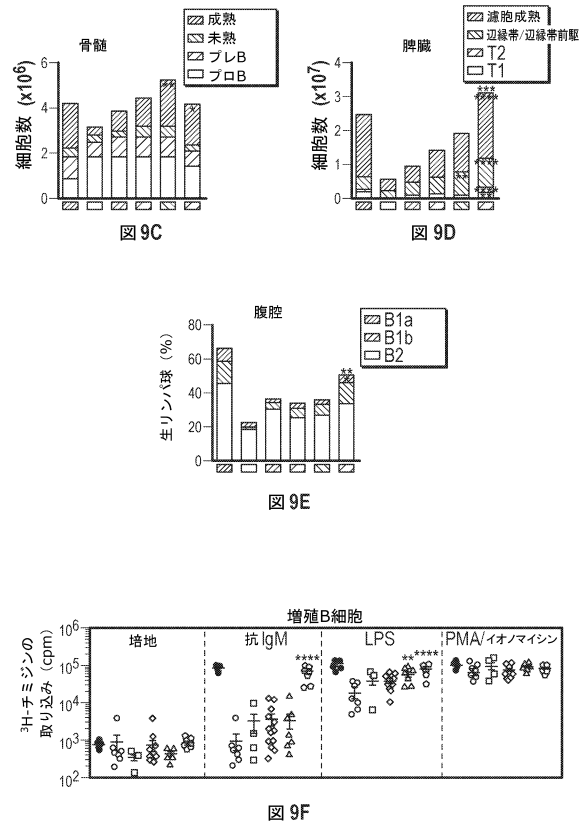 骨髄
成熟
未熟
プレB
プロB
細胞数 (x10⁶)
6
4
2
0
**
*
図 9C
脾臓
濾胞成熟
辺縁帯/辺縁帯前駆
T2
T1
細胞数 (x10⁷)
4
3
2
1
0
***
****
****
**
図 9D
腹腔
B1a
B1b
B2
生リンパ球 (%)
80
60
40
20
0
**
図 9E
増殖B細胞
³H-チミジンの
取り込み (cpm)
10⁶
10⁵
10⁴
10³
10²
培地
抗IgM
LPS
PMA/イオノマイシン
****
**
****
図 9F